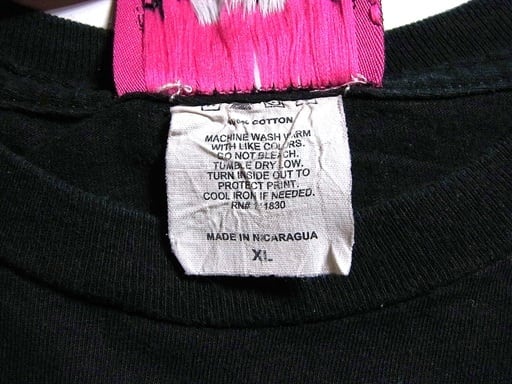 COTTON
MACHINE WASH WARM
WITH LIKE COLORS.
DO NOT BLEACH.
TUMBLE DRY LOW.
TURN INSIDE OUT TO
PROTECT PRINT.
COOL IRON IF NEEDED.
RN#
MADE IN NICARAGUA
XL